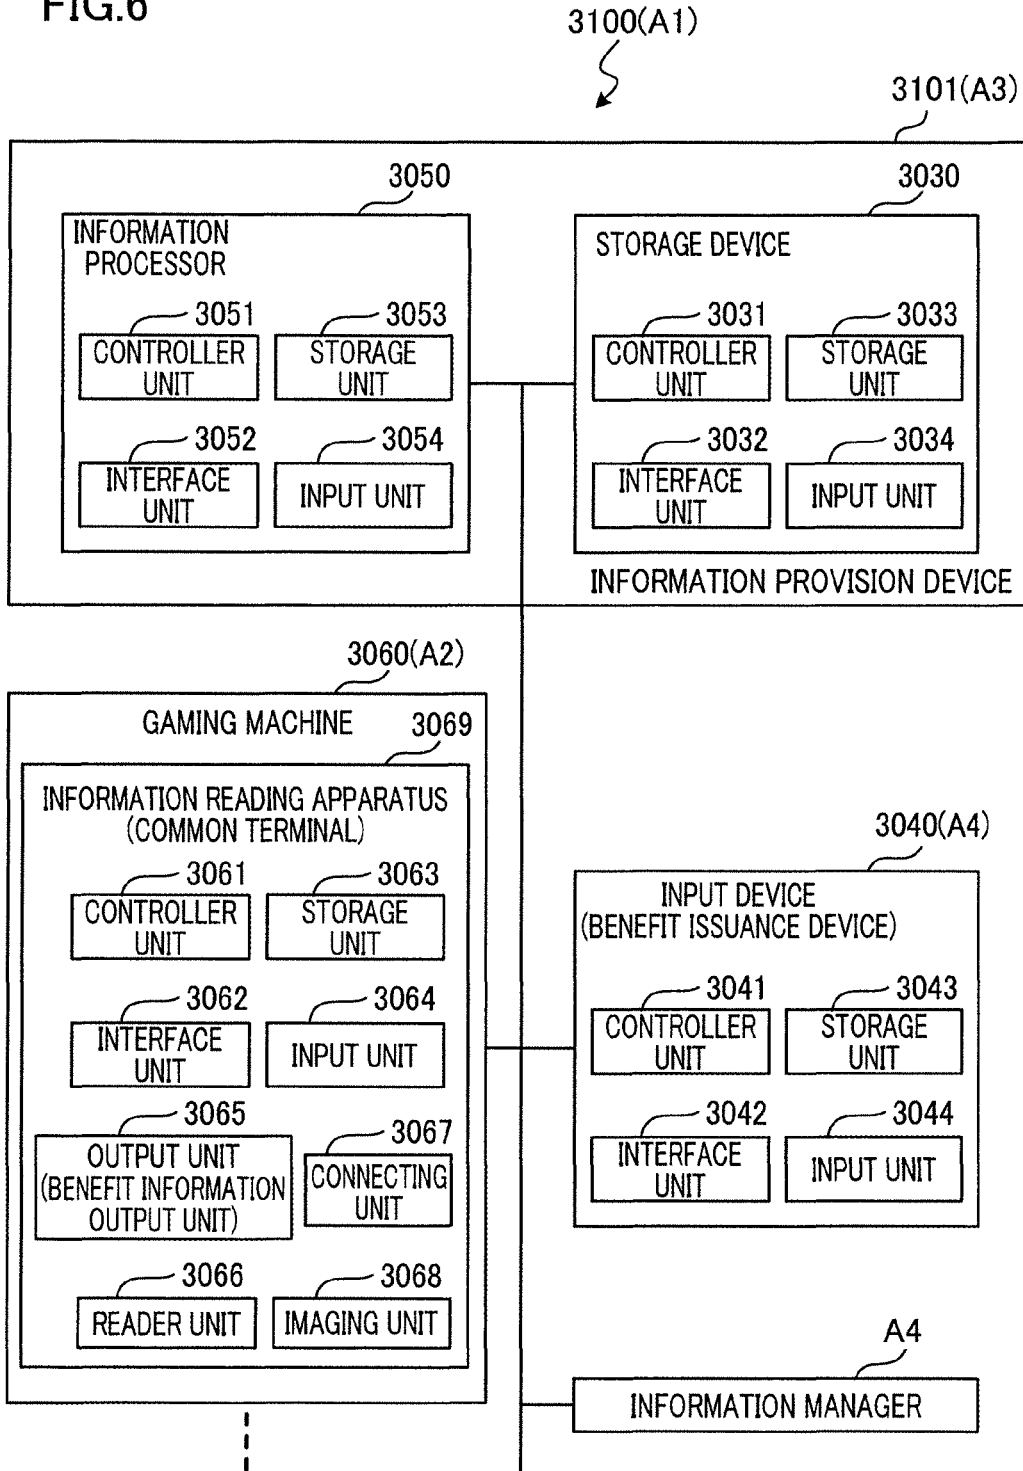 FIG.6
3100(A1)
3101(A3)
3050
INFORMATION
PROCESSOR
3051
CONTROLLER
UNIT
3053
STORAGE
UNIT
3052
INTERFACE
UNIT
3054
INPUT UNIT
3030
STORAGE DEVICE
3031
CONTROLLER
UNIT
3033
STORAGE
UNIT
3032
INTERFACE
UNIT
3034
INPUT UNIT
INFORMATION PROVISION DEVICE
3060(A2)
GAMING MACHINE
3069
INFORMATION READING APPARATUS
(COMMON TERMINAL)
3061
CONTROLLER
UNIT
3063
STORAGE
UNIT
3062
INTERFACE
UNIT
3064
INPUT UNIT
3065
OUTPUT UNIT
(BENEFIT INFORMATION
OUTPUT UNIT)
3067
CONNECTING
UNIT
3066
READER UNIT
3068
IMAGING UNIT
3040(A4)
INPUT DEVICE
(BENEFIT ISSUANCE DEVICE)
3041
CONTROLLER
UNIT
3043
STORAGE
UNIT
3042
INTERFACE
UNIT
3044
INPUT UNIT
A4
INFORMATION MANAGER